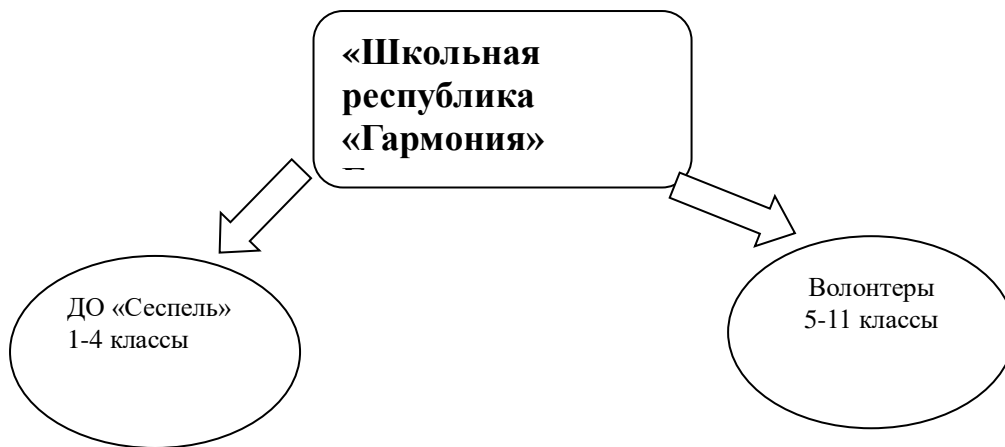 «Школьная
республика
«Гармония»
ДО «Сеспель»
1-4 классы
Волонтеры
5-11 классы